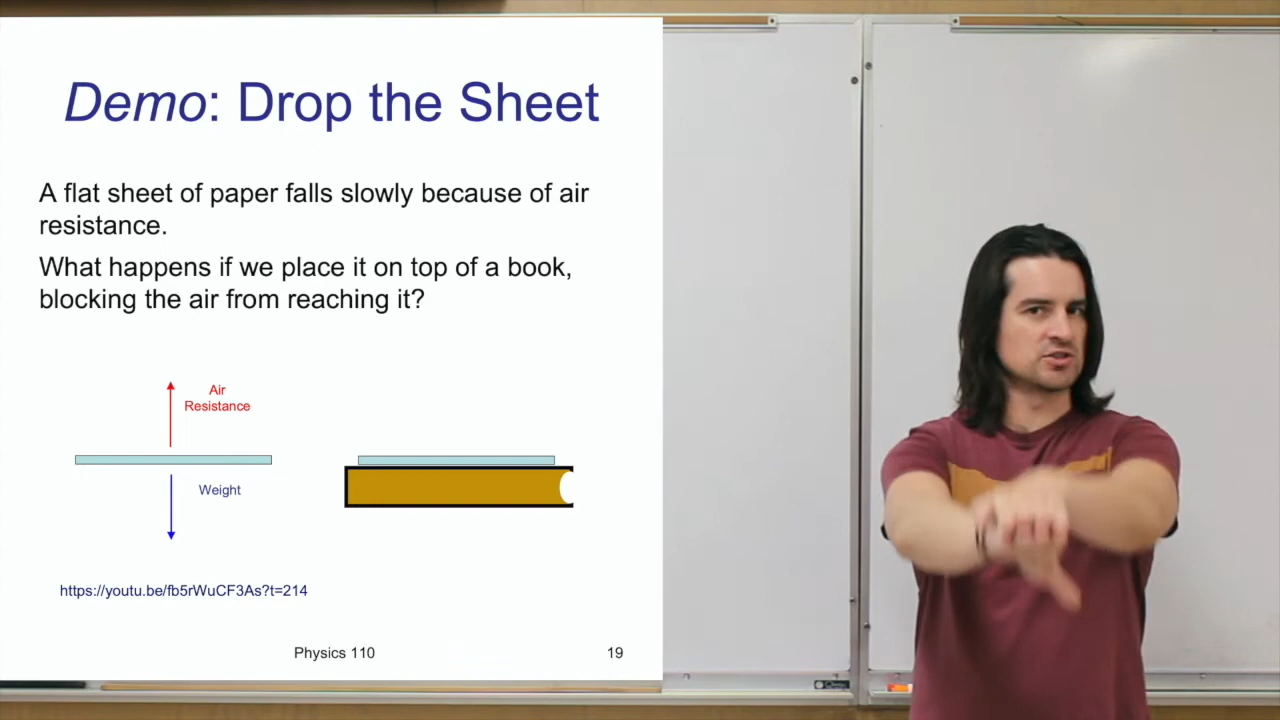 Demo: Drop the Sheet
A flat sheet of paper falls slowly because of air
resistance.
What happens if we place it on top of a book,
blocking the air from reaching it?
Air
Resistance
Weight
https://youtu.be/fb5rWuCF3As?t=214
Physics 110
19